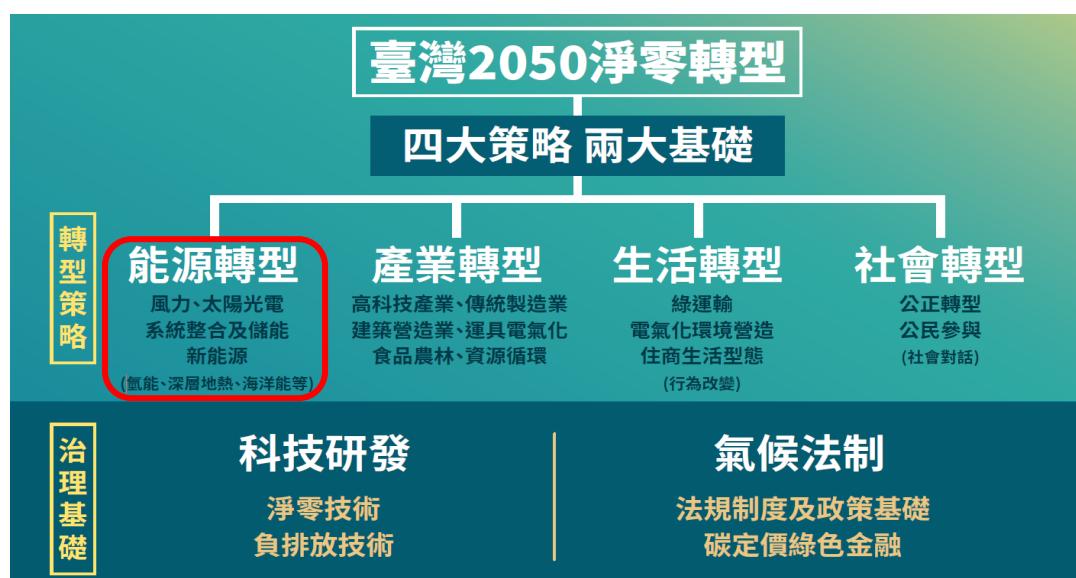 臺灣2050淨零轉型
四大策略 兩大基礎
轉型策略
能源轉型
風力、太陽光電
系統整合及儲能
新能源
(氫能、深層地熱、海洋能等)
產業轉型
高科技產業、傳統製造業
建築營造業、運具電氣化
食品農林、資源循環
生活轉型
綠運輸
電氣化環境營造
住商生活型態
(行為改變)
社會轉型
公正轉型
公民參與
(社會對話)
治理基礎
科技研發
淨零技術
負排放技術
氣候法制
法規制度及政策基礎
碳定價綠色金融